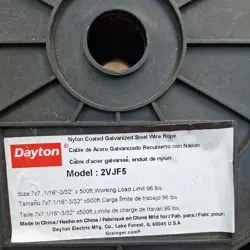 Nylon Coated Galvanized Steel Wire Rope
Dayton®
Cable de Acero Galvanizado Recubierto con Nailon
Cable d'acier galvanisé, enduit de nylon
Model : 2VJF5
Size:7x7,1/16"-3/32" x500ft,Working Load Limit:96 lbs
Tamaño:7x7,1/16"-3/32" x500ft,Carga límite de trabajo:96 lbs
Taille:7x7,1/16"-3/32" x500ft,Limite de charge de travail:96 lbs
Made in China / Hecho en China / Fabriqué en Chine
Mfg for/ Fab. para/ Fab. pour:
Dayton Electric Mfg. Co., Lake Forest, IL 60045 U.S.A.
Grainger.com®